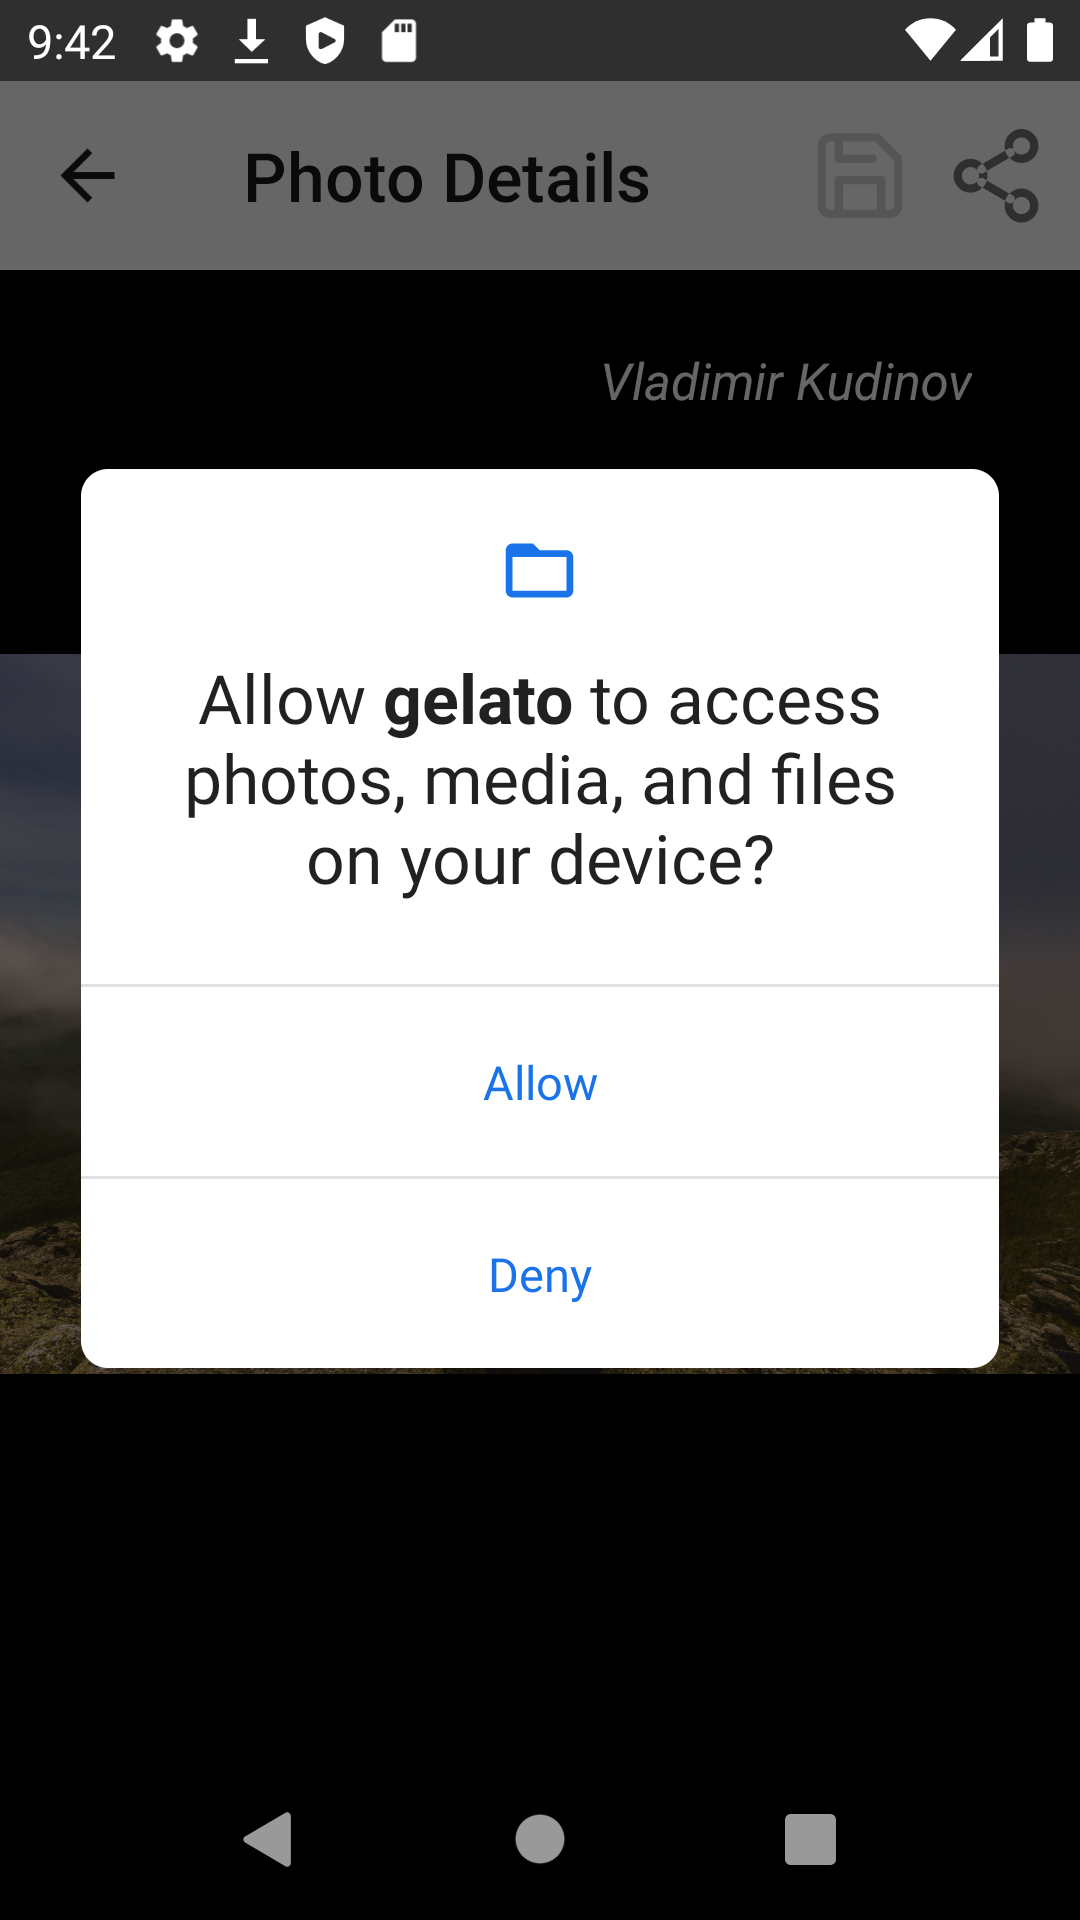 9:42
Photo Details
Vladimir Kudinov
Allow gelato to access
photos, media, and files
on your device?
Allow
Deny